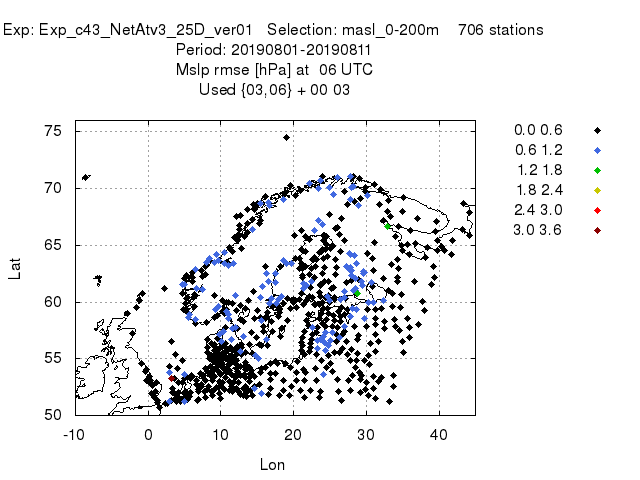 Exp: Exp_c43_NetAtv3_25D_ver01 Selection: masl_0-200m 706 stations
Period: 20190801-20190811
Mslp rmse [hPa] at 06 UTC
Used {03,06} + 00 03
75
70
65
60
55
50
-10 0 10 20 30 40
Lat
Lon
0.0 0.6
0.6 1.2
1.2 1.8
1.8 2.4
2.4 3.0
3.0 3.6